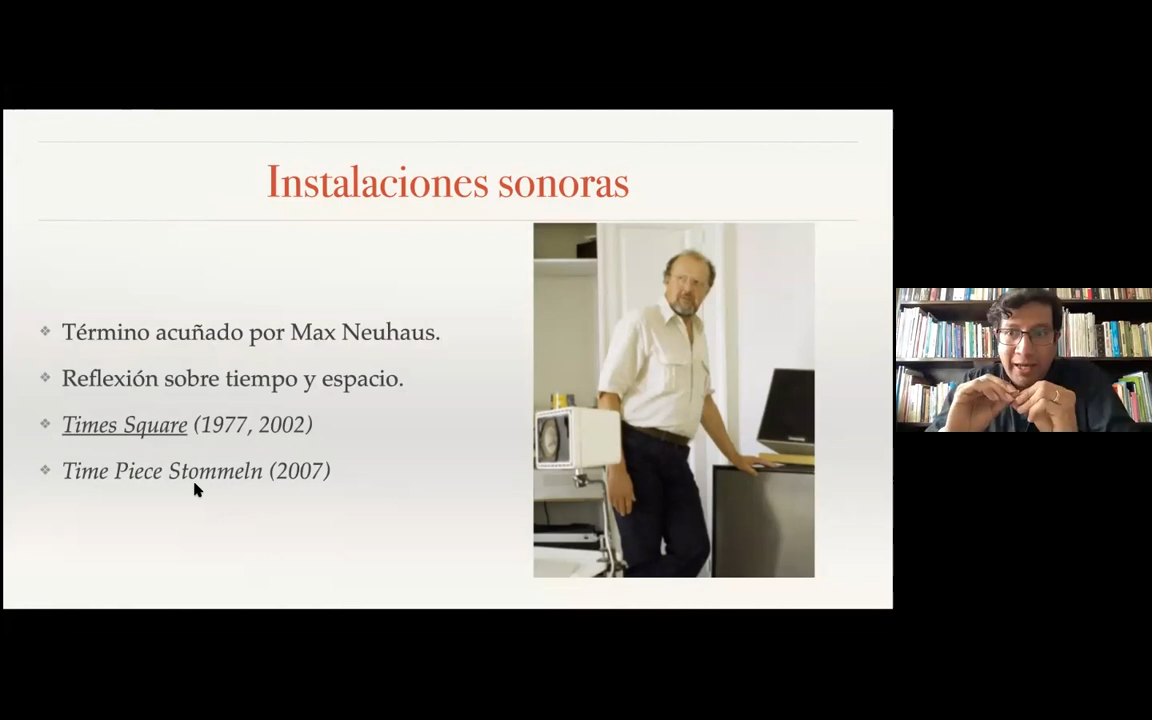 Instalaciones sonoras
Término acuñado por Max Neuhaus.
Reflexión sobre tiempo y espacio.
Times Square (1977, 2002)
Time Piece Stommeln (2007)